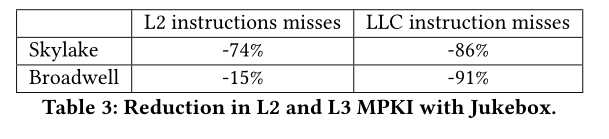 L2 instructions misses LLC instruction misses
Skylake -74% -86%
Broadwell -15% -91%
Table 3: Reduction in L2 and L3 MPKI with Jukebox.